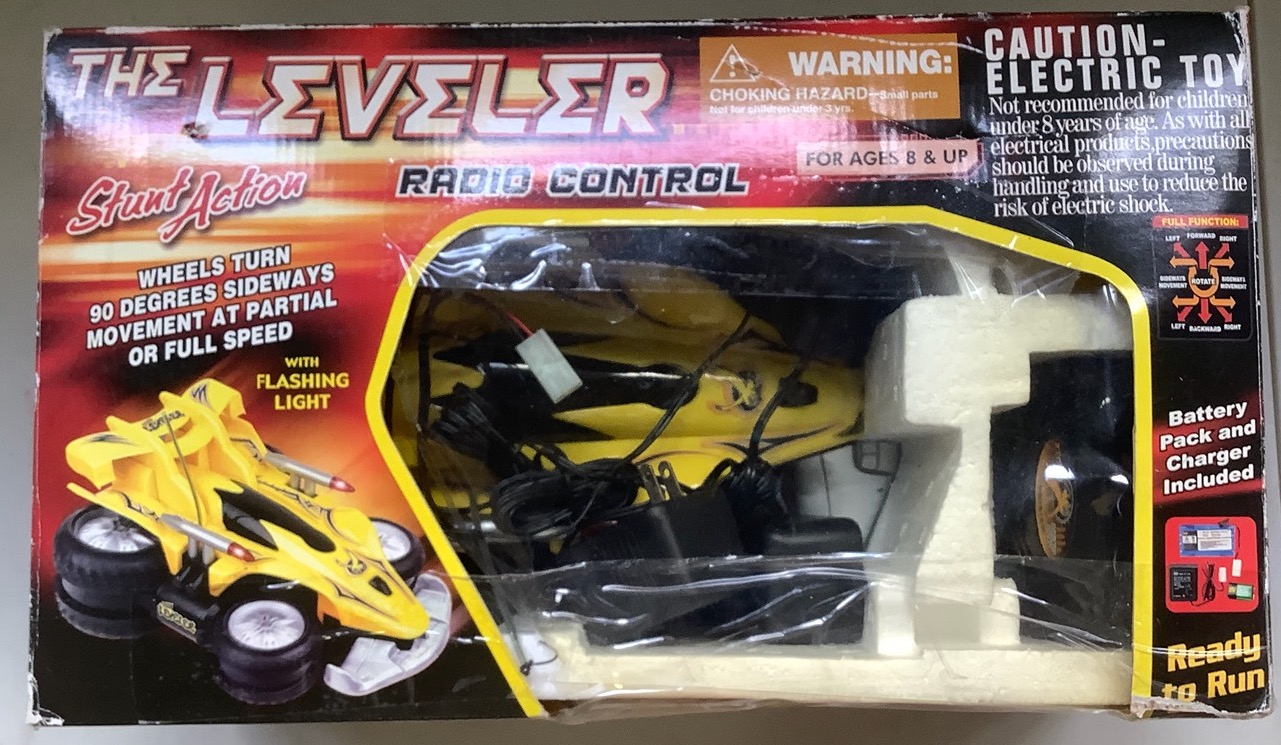 THE LEVELER
Stunt Action
RADIO CONTROL
WHEELS TURN
90 DEGREES SIDEWAYS
MOVEMENT AT PARTIAL
OR FULL SPEED
WITH
FLASHING
LIGHT
WARNING:
CHOKING HAZARD—Small parts
Not for children under 3 yrs.
FOR AGES 8 & UP
CAUTION-
ELECTRIC TOY
Not recommended for children
under 8 years of age. As with all
electrical products,precautions
should be observed during
handling and use to reduce the
risk of electric shock.
FULL FUNCTION:
LEFT FORWARD RIGHT
SIDEWAYS MOVEMENT
ROTATE
SIDEWAYS MOVEMENT
LEFT BACKWARD RIGHT
Battery
Pack and
Charger
Included
Ready
to Run
LEVELER